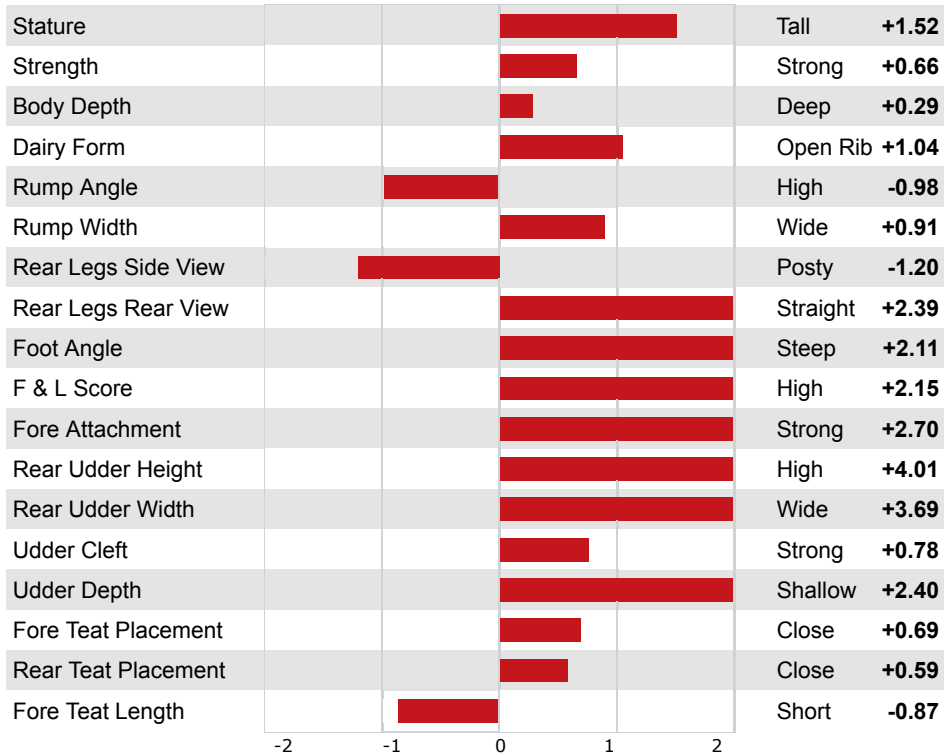 Stature Tall +1.52
Strength Strong +0.66
Body Depth Deep +0.29
Dairy Form Open Rib +1.04
Rump Angle High -0.98
Rump Width Wide +0.91
Rear Legs Side View Posty -1.20
Rear Legs Rear View Straight +2.39
Foot Angle Steep +2.11
F & L Score High +2.15
Fore Attachment Strong +2.70
Rear Udder Height High +4.01
Rear Udder Width Wide +3.69
Udder Cleft Strong +0.78
Udder Depth Shallow +2.40
Fore Teat Placement Close +0.69
Rear Teat Placement Close +0.59
Fore Teat Length Short -0.87
-2 -1 0 1 2